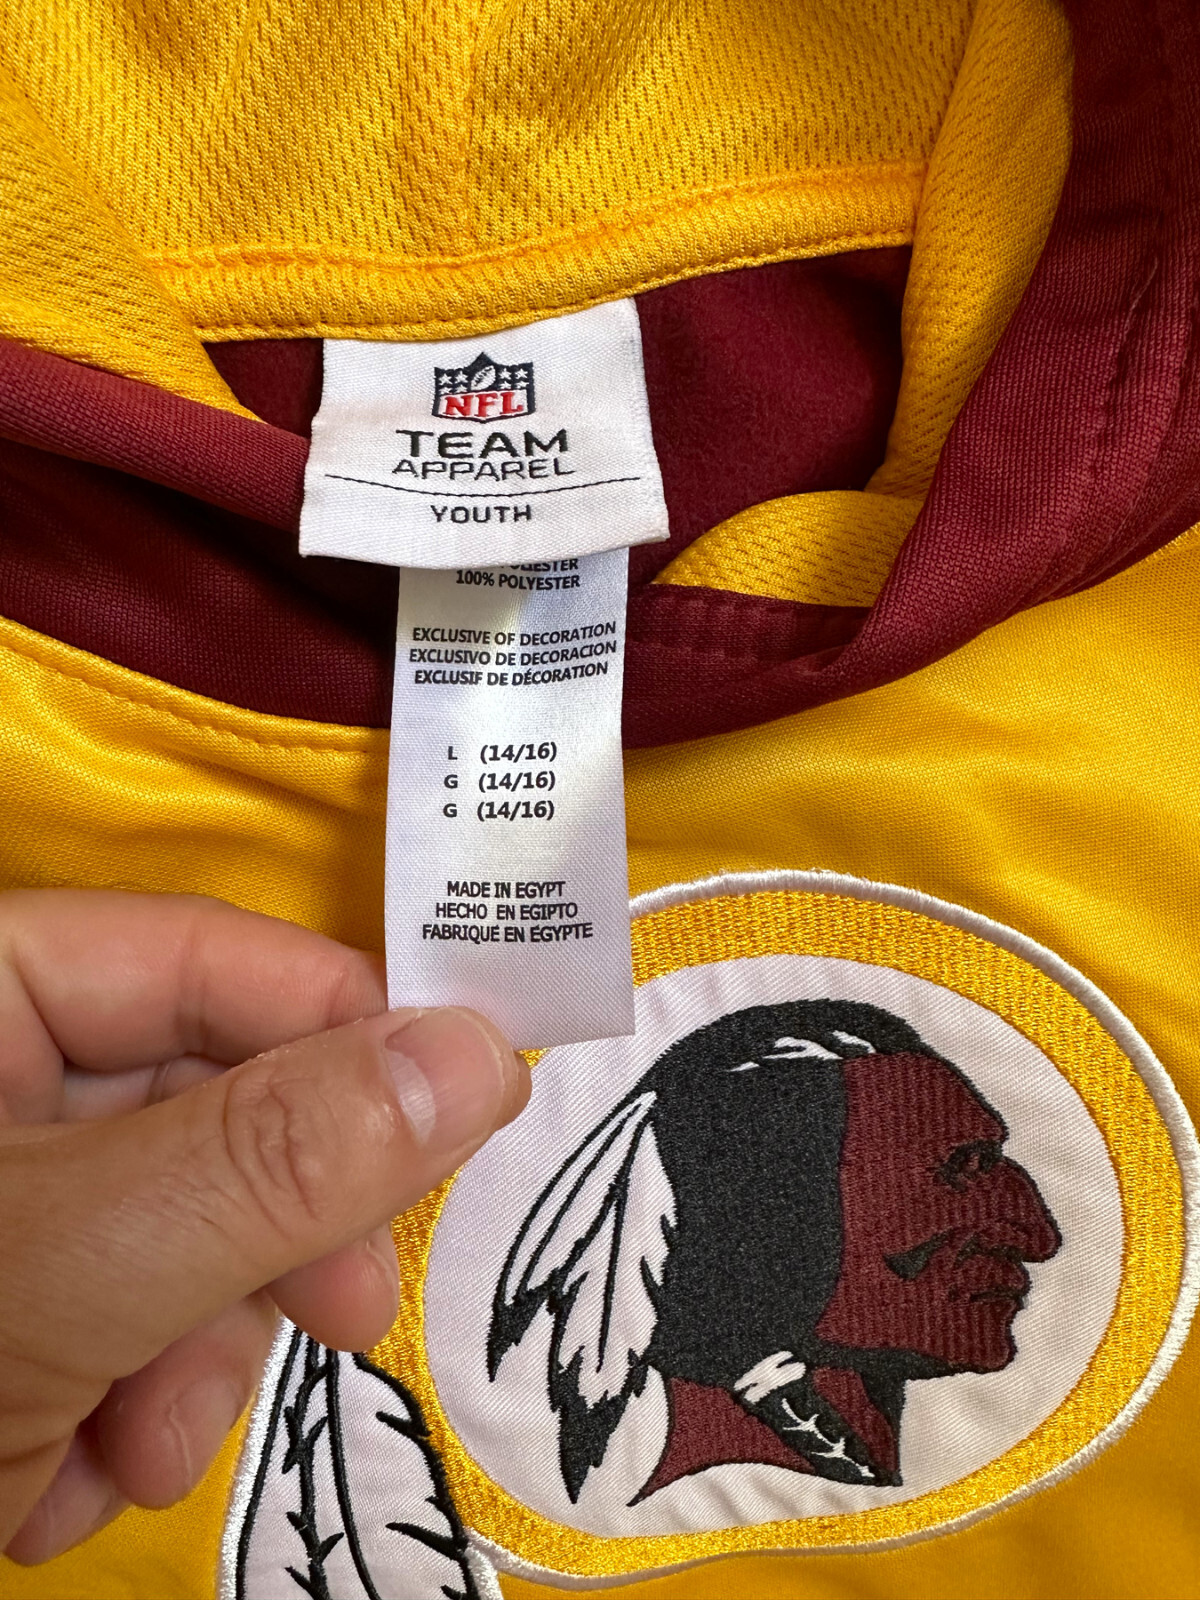 NFL
TEAM
APPAREL
YOUTH
100% POLYESTER
EXCLUSIVE OF DECORATION
EXCLUSIVO DE DECORACION
EXCLUSIF DE DÉCORATION
L (14/16)
G (14/16)
G (14/16)
MADE IN EGYPT
HECHO EN EGIPTO
FABRIQUÉ EN ÉGYPTE